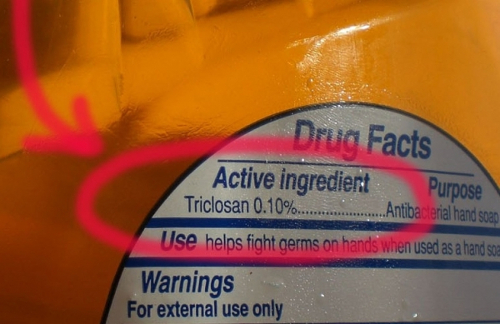 Drug Facts
Active ingredient Purpose
Triclosan 0.10%......................Antibacterial hand soap
Use helps fight germs on hands when used as a hand soa
Warnings
For external use only